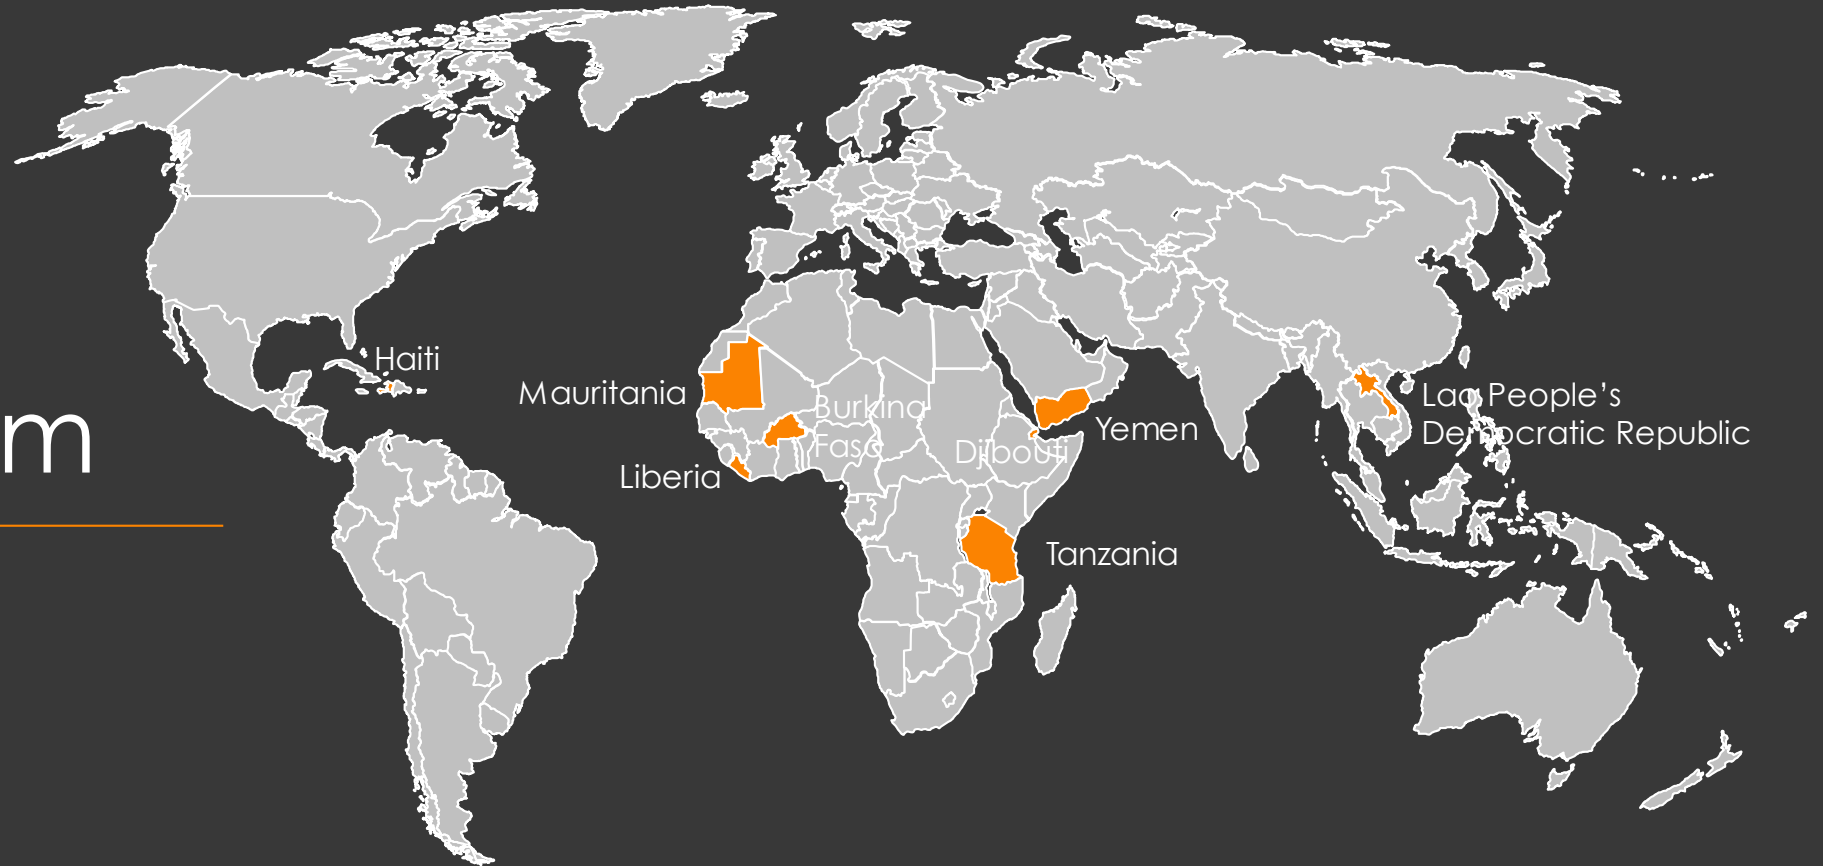 m
Haiti
Mauritania
Burkina
Faso
Djibouti
Liberia
Yemen
Lao People's
Democratic Republic
Tanzania